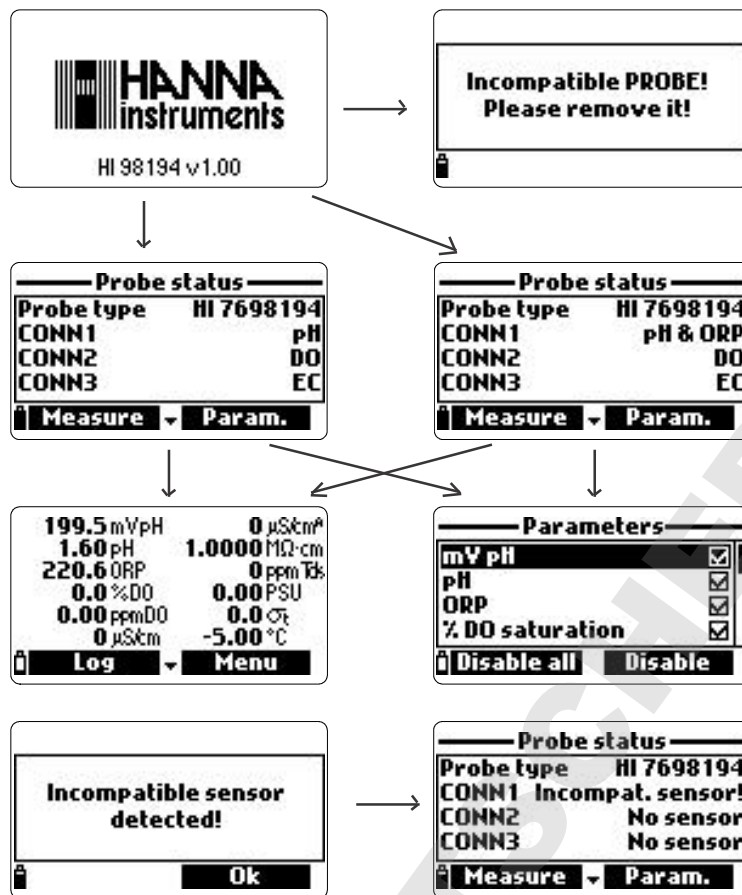 HANNA
instruments
HI 98194 v1.00
Incompatible PROBE!
Please remove it!
Probe status
Probe type HI 7698194
CONN1 pH
CONN2 DO
CONN3 EC
Measure Param.
Probe status
Probe type HI 7698194
CONN1 pH & ORP
CONN2 DO
CONN3 EC
Measure Param.
199.5 mVpH 0 µS/cmᴬ
1.60 pH 1.0000 MΩ·cm
220.6 ORP 0 ppm Tds
0.0 %DO 0.00 PSU
0.00 ppmDO 0.0 σt
0 µS/cm -5.00 °C
Log Menu
Parameters
mV pH
pH
ORP
% DO saturation
Disable all Disable
Incompatible sensor
detected!
Ok
Probe status
Probe type HI 7698194
CONN1 Incompat. sensor!
CONN2 No sensor
CONN3 No sensor
Measure Param.